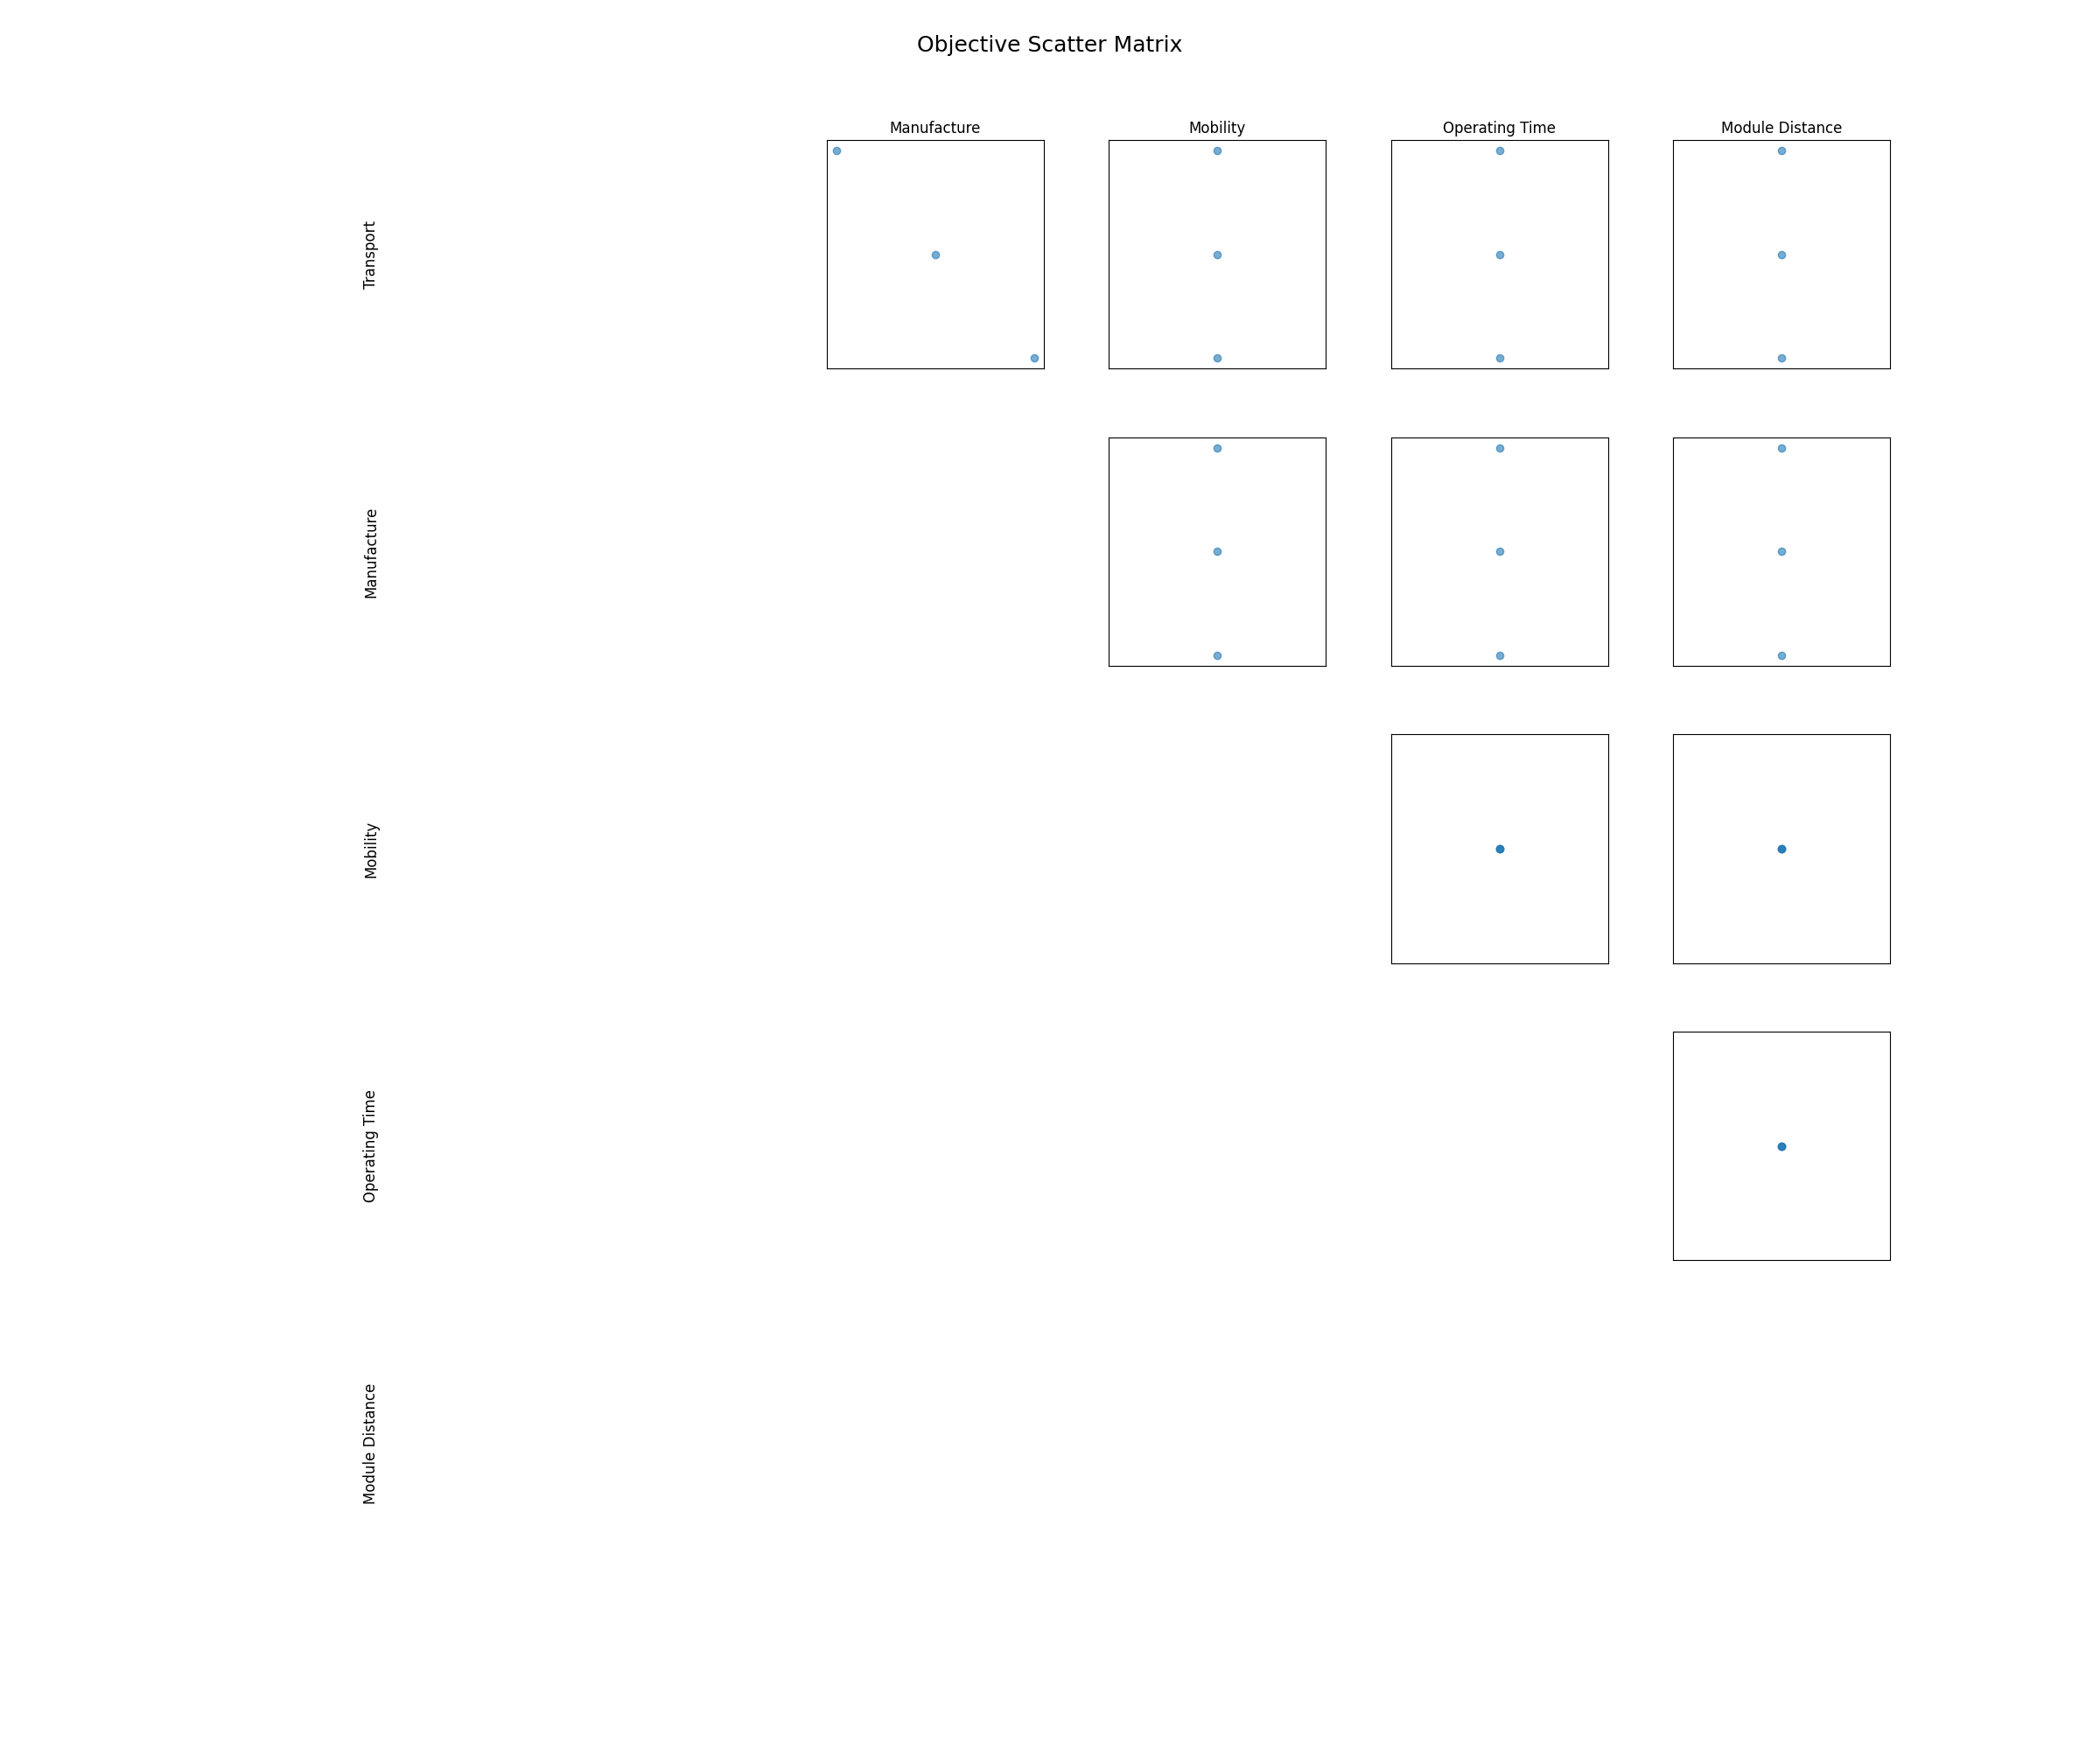 Objective Scatter Matrix
Manufacture
Mobility
Operating Time
Module Distance
Transport
Manufacture
Mobility
Operating Time
Module Distance